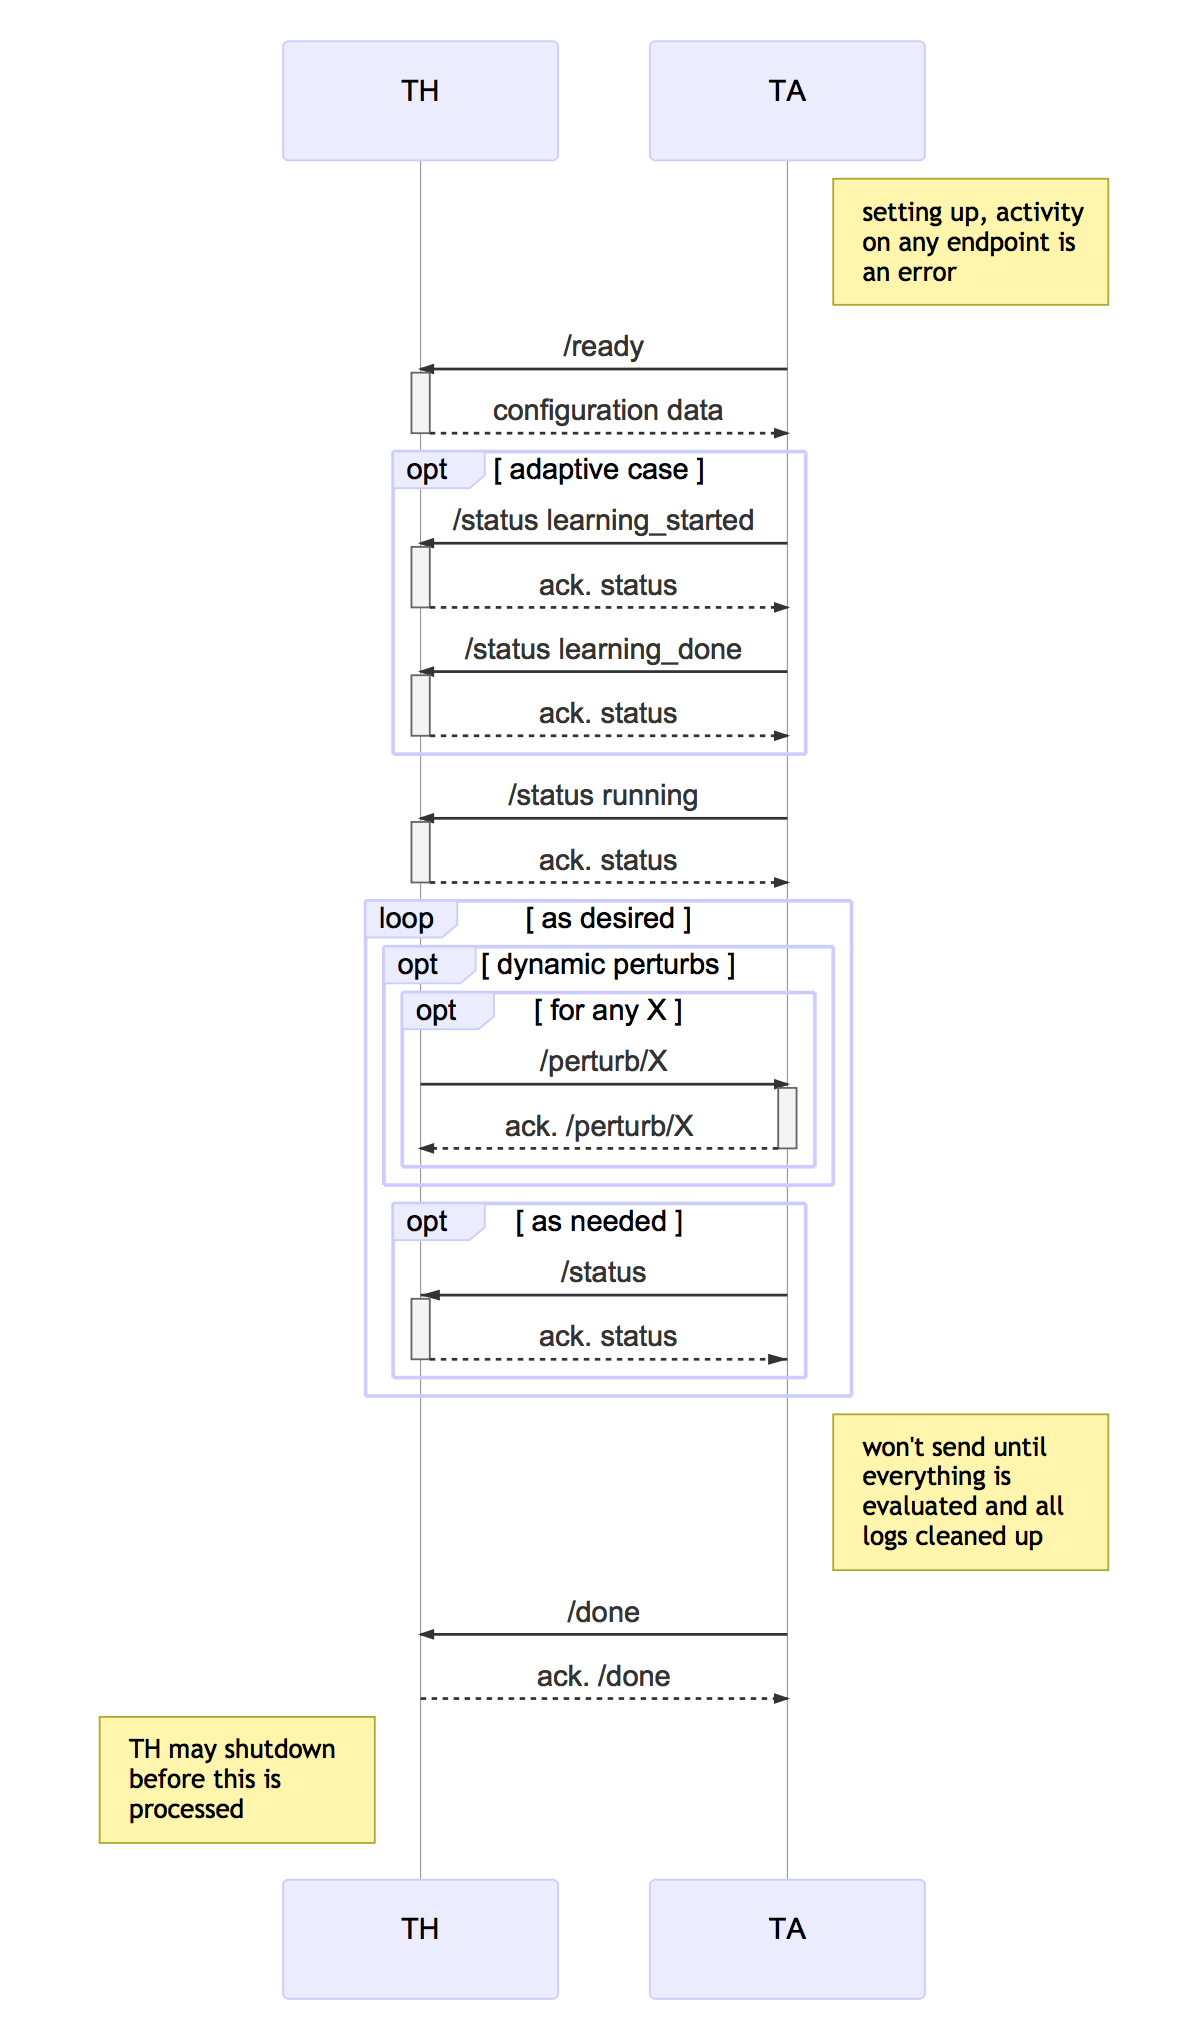 TH
TA
setting up, activity
on any endpoint is
an error
/ready
configuration data
opt
[ adaptive case ]
/status learning_started
ack. status
/status learning_done
ack. status
/status running
ack. status
loop
[ as desired ]
opt
[ dynamic perturbs ]
opt
[ for any X ]
/perturb/X
ack. /perturb/X
opt
[ as needed ]
/status
ack. status
won't send until
everything is
evaluated and all
logs cleaned up
/done
ack. /done
TH may shutdown
before this is
processed
TH
TA